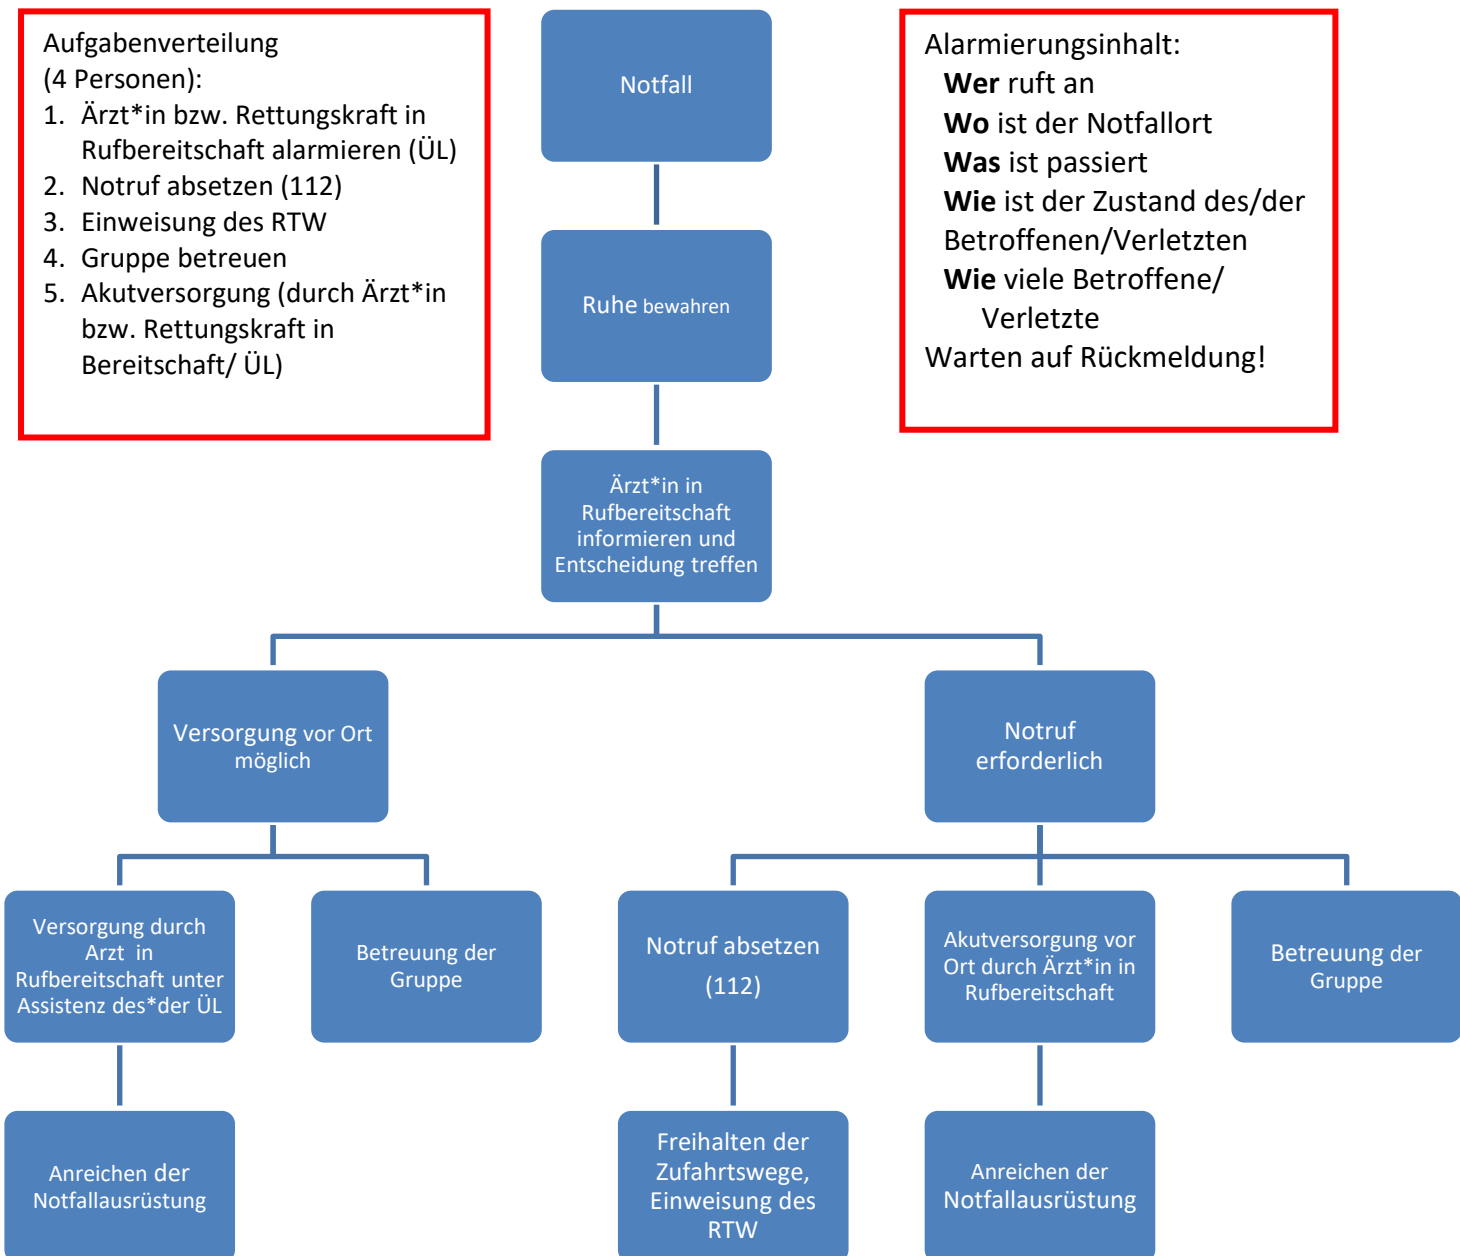 Aufgabenverteilung
(4 Personen):
1. Ärzt*in bzw. Rettungskraft in
Rufbereitschaft alarmieren (ÜL)
2. Notruf absetzen (112)
3. Einweisung des RTW
4. Gruppe betreuen
5. Akutversorgung (durch Ärzt*in
bzw. Rettungskraft in
Bereitschaft/ ÜL)
Notfall
Alarmierungsinhalt:
Wer ruft an
Wo ist der Notfallort
Was ist passiert
Wie ist der Zustand des/der
Betroffenen/Verletzten
Wie viele Betroffene/
Verletzte
Warten auf Rückmeldung!
Ruhe bewahren
Ärzt*in in
Rufbereitschaft
informieren und
Entscheidung treffen
Versorgung vor Ort
möglich
Notruf
erforderlich
Versorgung durch
Arzt in
Rufbereitschaft unter
Assistenz des*der ÜL
Betreuung der
Gruppe
Notruf absetzen
(112)
Akutversorgung vor
Ort durch Ärzt*in in
Rufbereitschaft
Betreuung der
Gruppe
Anreichen der
Notfallausrüstung
Freihalten der
Zufahrtswege,
Einweisung des
RTW
Anreichen der
Notfallausrüstung